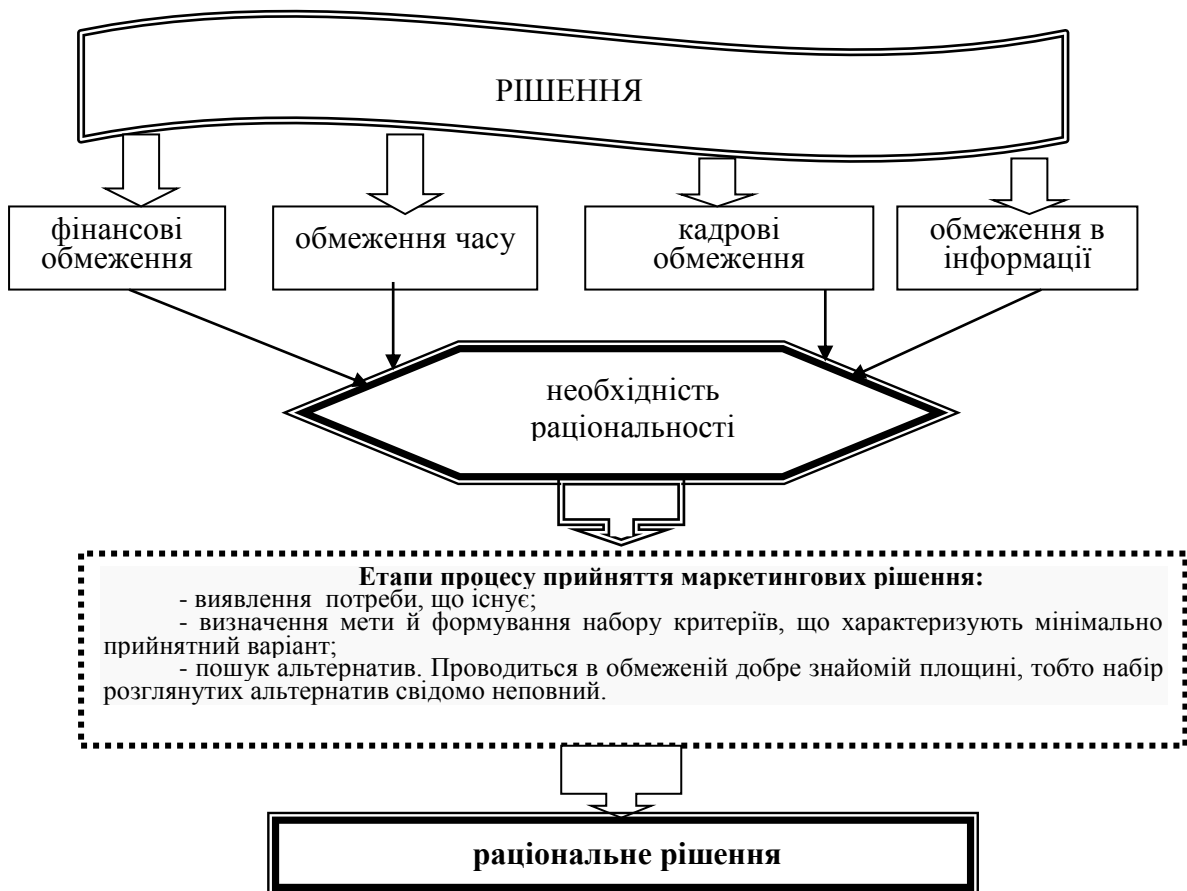 РІШЕННЯ
фінансові
обмеження
обмеження часу
кадрові
обмеження
обмеження в
інформації
необхідність
раціональності
Етапи процесу прийняття маркетингових рішення:
- виявлення потреби, що існує;
- визначення мети й формування набору критеріїв, що характеризують мінімально
прийнятний варіант;
- пошук альтернатив. Проводиться в обмеженій добре знайомій площині, тобто набір
розглянутих альтернатив свідомо неповний.
раціональне рішення